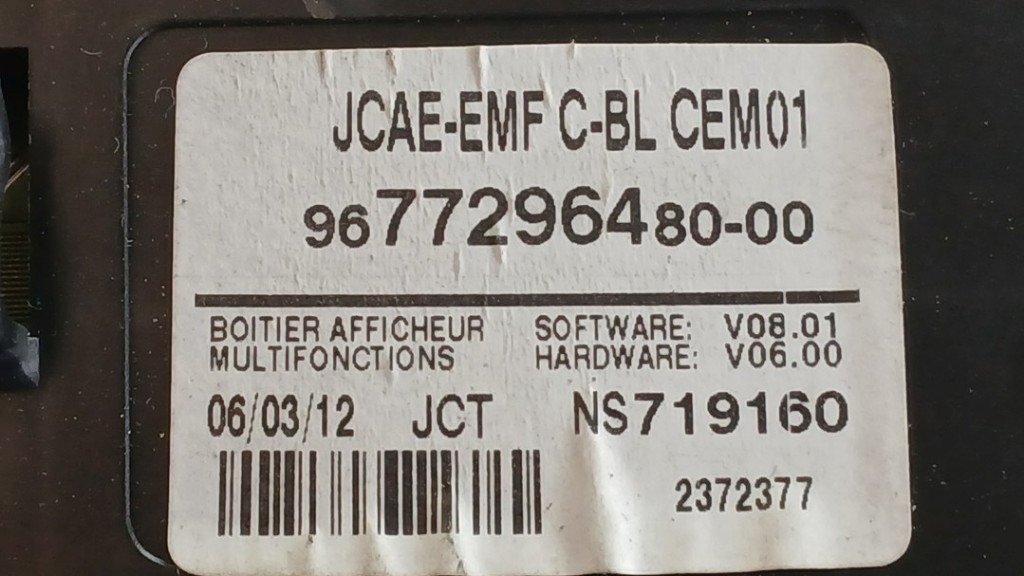 JCAE-EMF C-BL CEM01
9677296480-00
BOITIER AFFICHEUR SOFTWARE: V08.01
MULTIFONCTIONS HARDWARE: V06.00
06/03/12 JCT NS719160
2372377